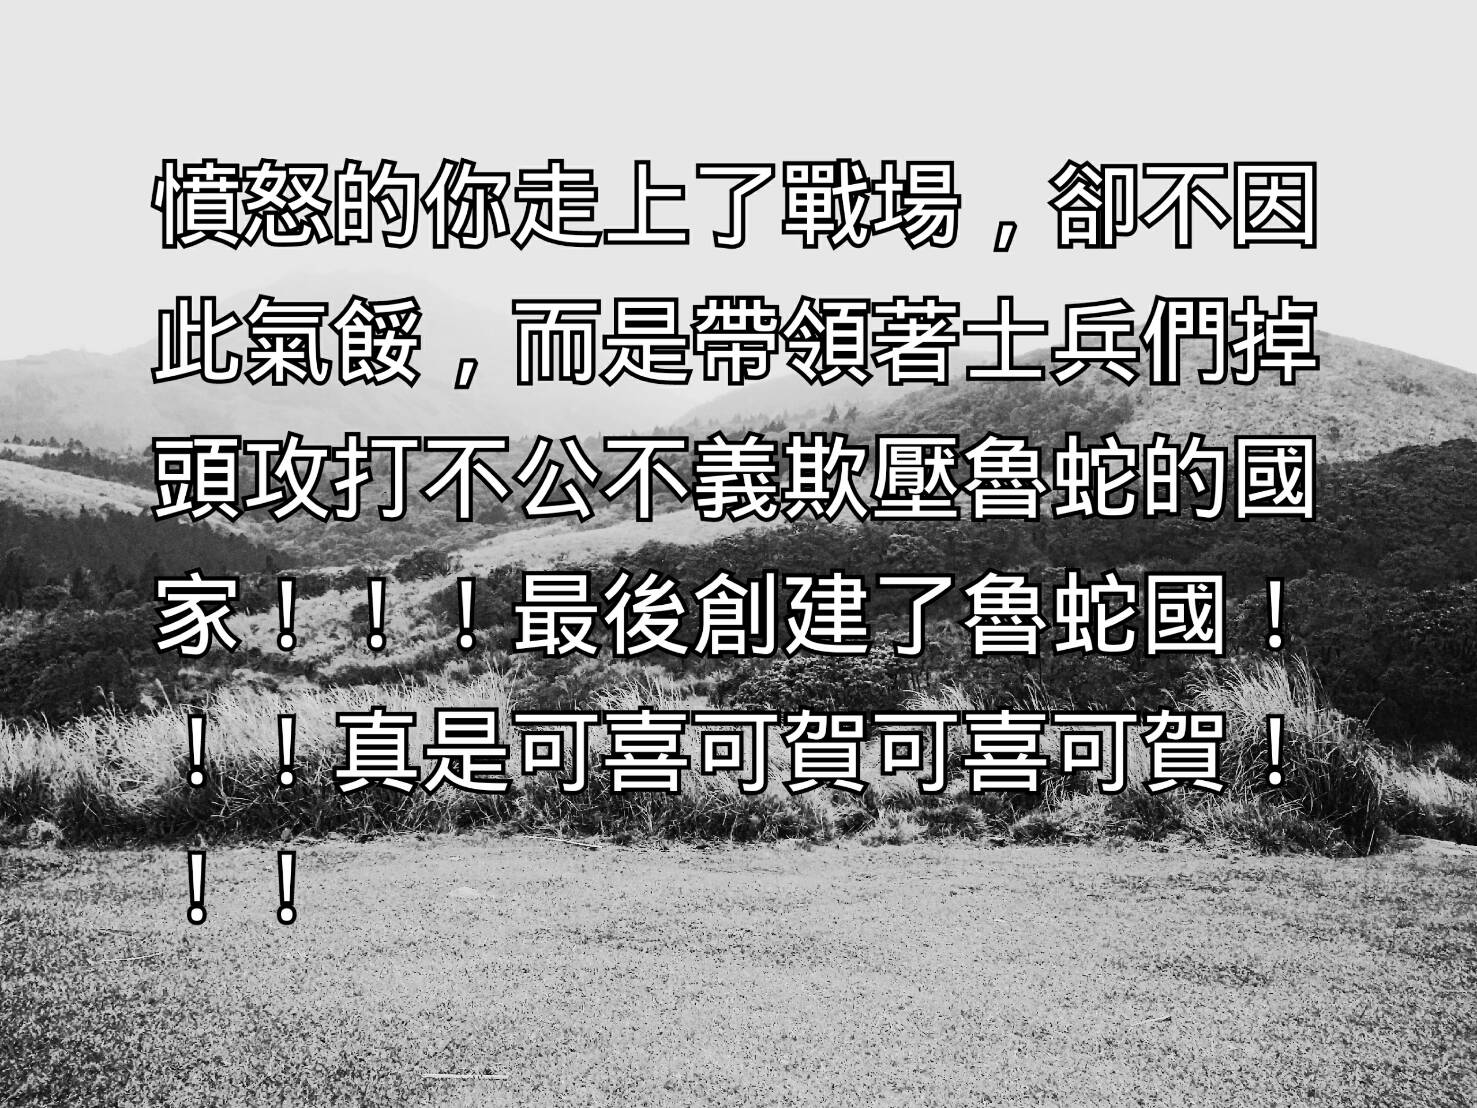 憤怒的你走上了戰場，卻不因
此氣餒，而是帶領著士兵們掉
頭攻打不公不義欺壓魯蛇的國
家！！！最後創建了魯蛇國！
！！真是可喜可賀可喜可賀！
！！